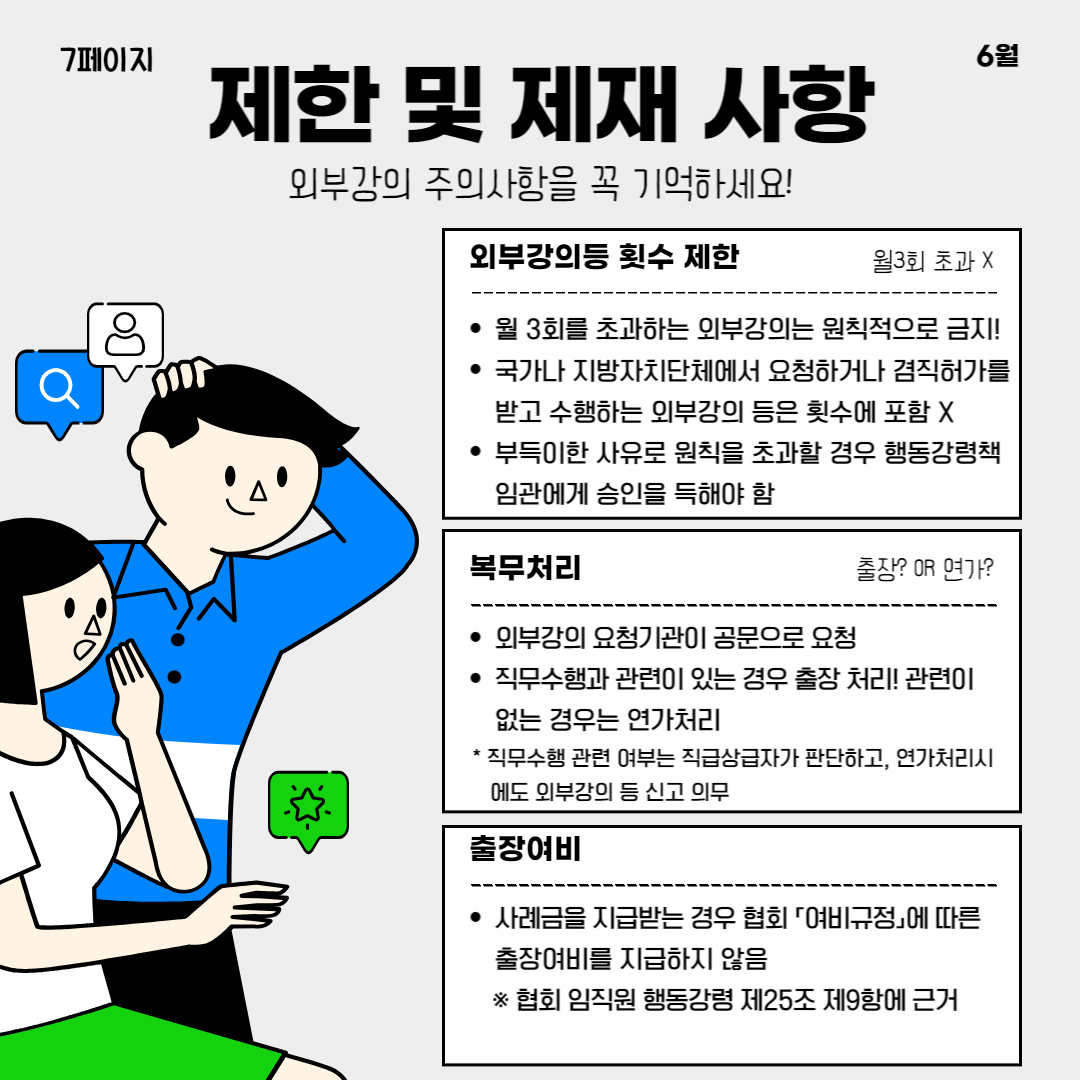 7페이지
6월
제한 및 제재 사항
외부강의 주의사항을 꼭 기억하세요!
외부강의등 횟수 제한
월3회 초과 X
• 월 3회를 초과하는 외부강의는 원칙적으로 금지!
• 국가나 지방자치단체에서 요청하거나 겸직허가를
받고 수행하는 외부강의 등은 횟수에 포함 X
• 부득이한 사유로 원칙을 초과할 경우 행동강령책
임관에게 승인을 득해야 함
복무처리
출장? OR 연가?
• 외부강의 요청기관이 공문으로 요청
• 직무수행과 관련이 있는 경우 출장 처리! 관련이
없는 경우는 연가처리
* 직무수행 관련 여부는 직급상급자가 판단하고, 연가처리시
에도 외부강의 등 신고 의무
출장여비
• 사례금을 지급받는 경우 협회 「여비규정」에 따른
출장여비를 지급하지 않음
※ 협회 임직원 행동강령 제25조 제9항에 근거